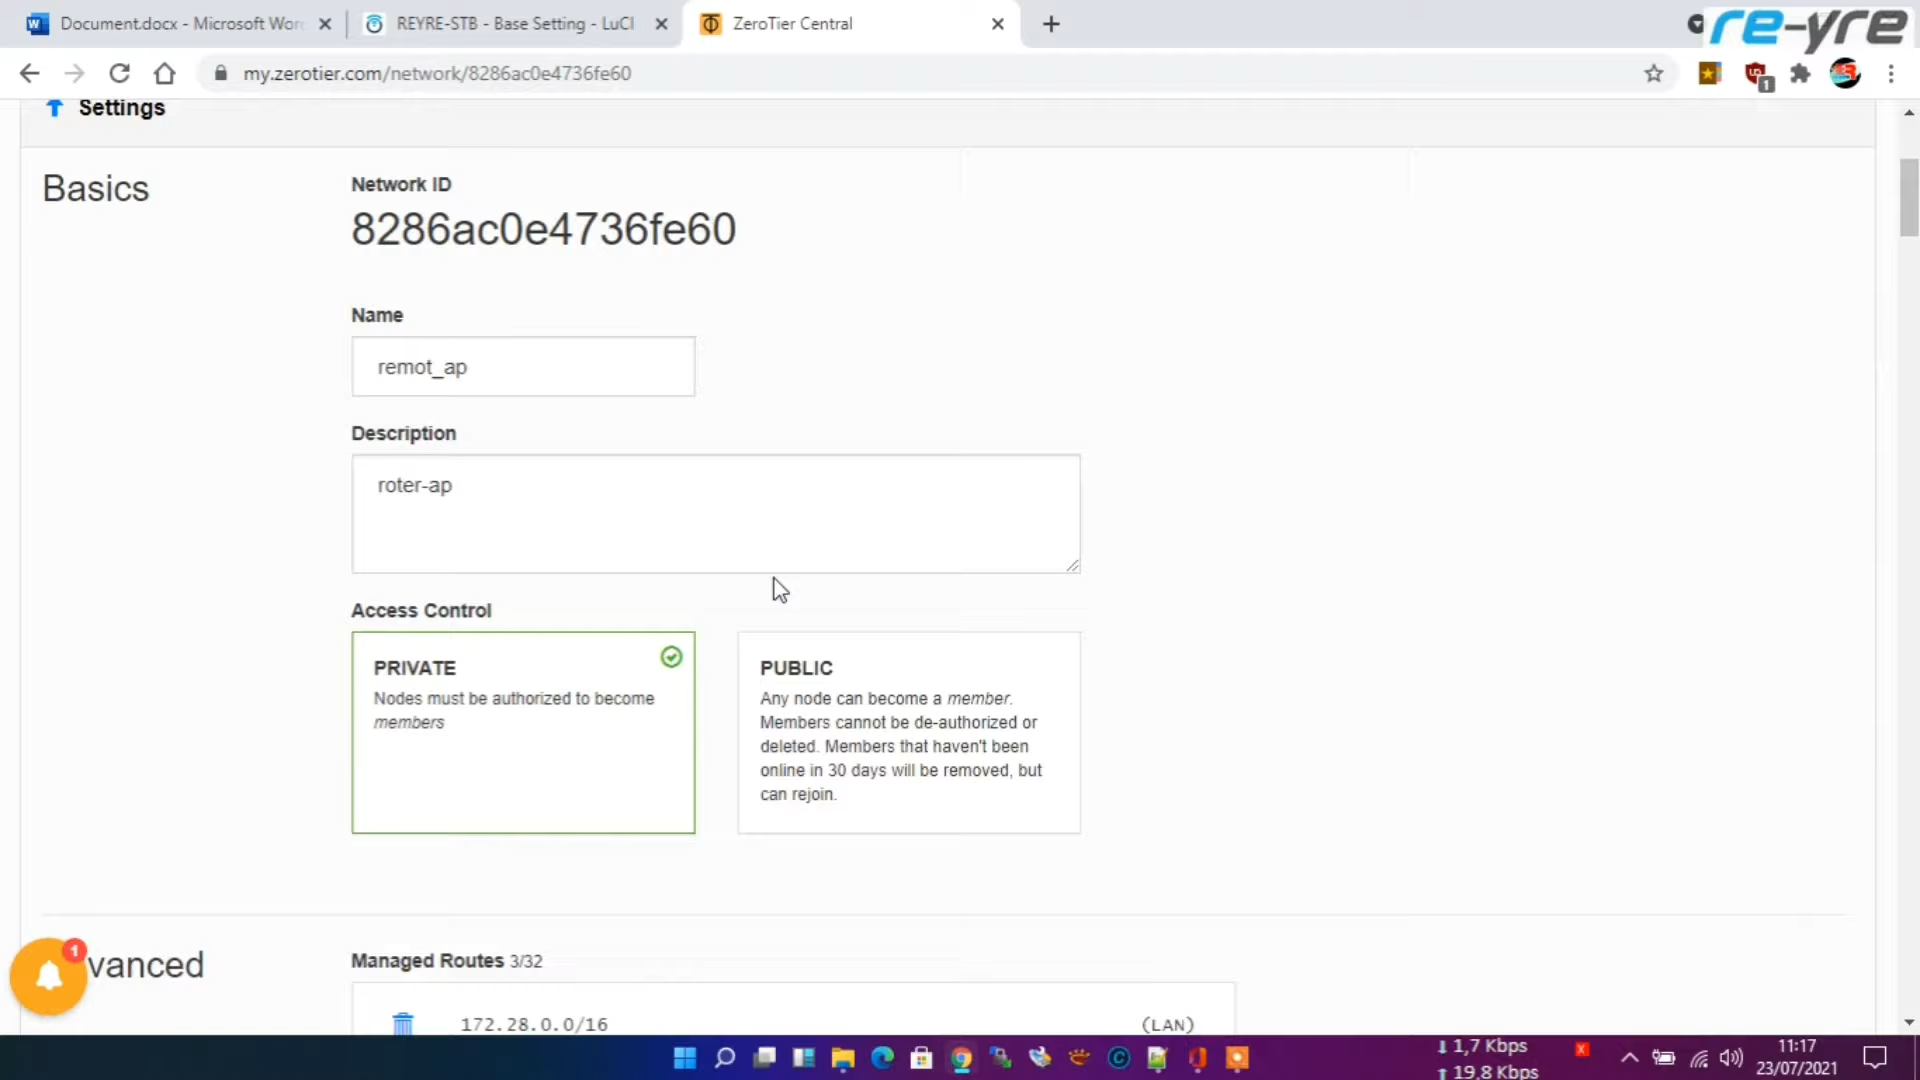 Document.docx - Microsoft Wor
REYRE-STB - Base Setting - LuCI
ZeroTier Central
re-yre
my.zerotier.com/network/8286ac0e4736fe60
1
Settings
Basics
Network ID
8286ac0e4736fe60
Name
remot_ap
Description
roter-ap
Access Control
PRIVATE
Nodes must be authorized to become
members
PUBLIC
Any node can become a member.
Members cannot be de-authorized or
deleted. Members that haven't been
online in 30 days will be removed, but
can rejoin.
1
vanced
Managed Routes 3/32
172.28.0.0/16
(LAN)
1,7 Kbps
19,8 Kbps
11:17
23/07/2021